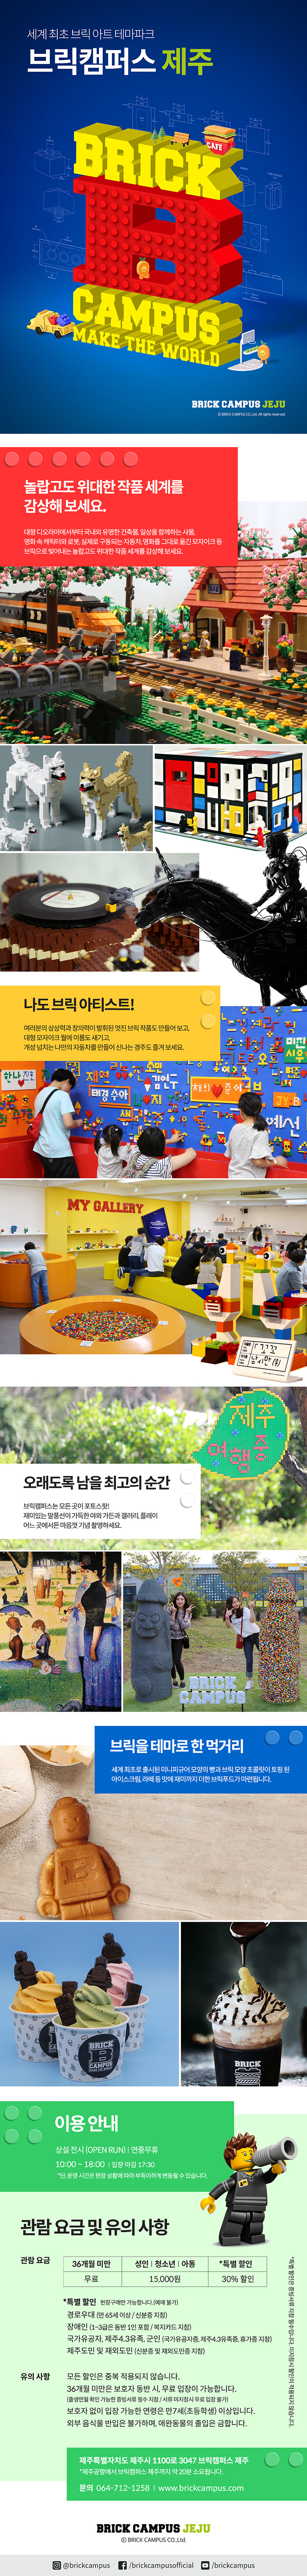 세계 최초 브릭 아트 테마파크
브릭캠퍼스 제주
CAFE
BRICK
B
CAMPUS
MAKE THE WORLD
BRICK CAMPUS JEJU
© BRICK CAMPUS CO.,Ltd. All rights reserved.
놀랍고도 위대한 작품 세계를
감상해 보세요.
대형 디오라마에서부터 국내의 유명한 건축물, 일상을 함께하는 사물,
영화 속 캐릭터와 로봇, 실제로 구동되는 자동차, 명화를 그대로 옮긴 모자이크 등
브릭으로 빚어내는 놀랍고도 위대한 작품 세계를 감상해 보세요.
나도 브릭 아티스트!
여러분의 상상력과 창의력이 발휘된 멋진 브릭 작품도 만들어 보고,
대형 모자이크 월에 이름도 새기고,
개성 넘치는 나만의 자동차를 만들어 신나는 경주도 즐겨 보세요.
MY GALLERY
제주
여행중
오래도록 남을 최고의 순간
브릭캠퍼스는 모든 곳이 포토스팟!
재미있는 말풍선이 가득한 야외 가든과 갤러리, 플레이
어느 곳에서든 마음껏 기념 촬영하세요.
BRICK
CAMPUS
브릭을 테마로 한 먹거리
세계 최초로 출시된 미니피규어 모양의 빵과 브릭 모양 초콜릿이 토핑 된
아이스크림, 라떼 등 맛에 재미까지 더한 브릭푸드가 마련됩니다.
BRICK
B
CAMPUS
BRICK
이용 안내
상설 전시 (OPEN RUN) | 연중무휴
10:00 ~ 18:00 | 입장 마감 17:30
*단, 운영 시간은 현장 상황에 따라 부득이하게 변동될 수 있습니다.
관람 요금 및 유의 사항
관람 요금
36개월 미만 성인 | 청소년 | 아동 *특별 할인
무료 15,000원 30% 할인
*특별 할인 현장구매만 가능합니다.(예매 불가)
경로우대 (만 65세 이상 / 신분증 지참)
장애인 (1~3급은 동반 1인 포함 / 복지카드 지참)
국가유공자, 제주4.3유족, 군인 (국가유공자증, 제주4.3유족증, 휴가증 지참)
제주도민 및 재외도민 (신분증 및 재외도민증 지참)
유의 사항
모든 할인은 중복 적용되지 않습니다.
36개월 미만은 보호자 동반 시, 무료 입장이 가능합니다.
(출생연월 확인 가능한 증빙서류 필수 지참 / 서류 미지참시 무료 입장 불가)
보호자 없이 입장 가능한 연령은 만7세(초등학생) 이상입니다.
외부 음식물 반입은 불가하며, 애완동물의 출입은 금합니다.
*특별 할인은 증빙서류 지참 필수입니다. 미지참시 할인이 적용되지 않습니다.
제주특별자치도 제주시 1100로 3047 브릭캠퍼스 제주
*제주공항에서 브릭캠퍼스 제주까지 약 20분 소요됩니다.
문의 064-712-1258 | www.brickcampus.com
BRICK CAMPUS JEJU
© BRICK CAMPUS CO.,Ltd.
@brickcampus /brickcampusofficial /brickcampus